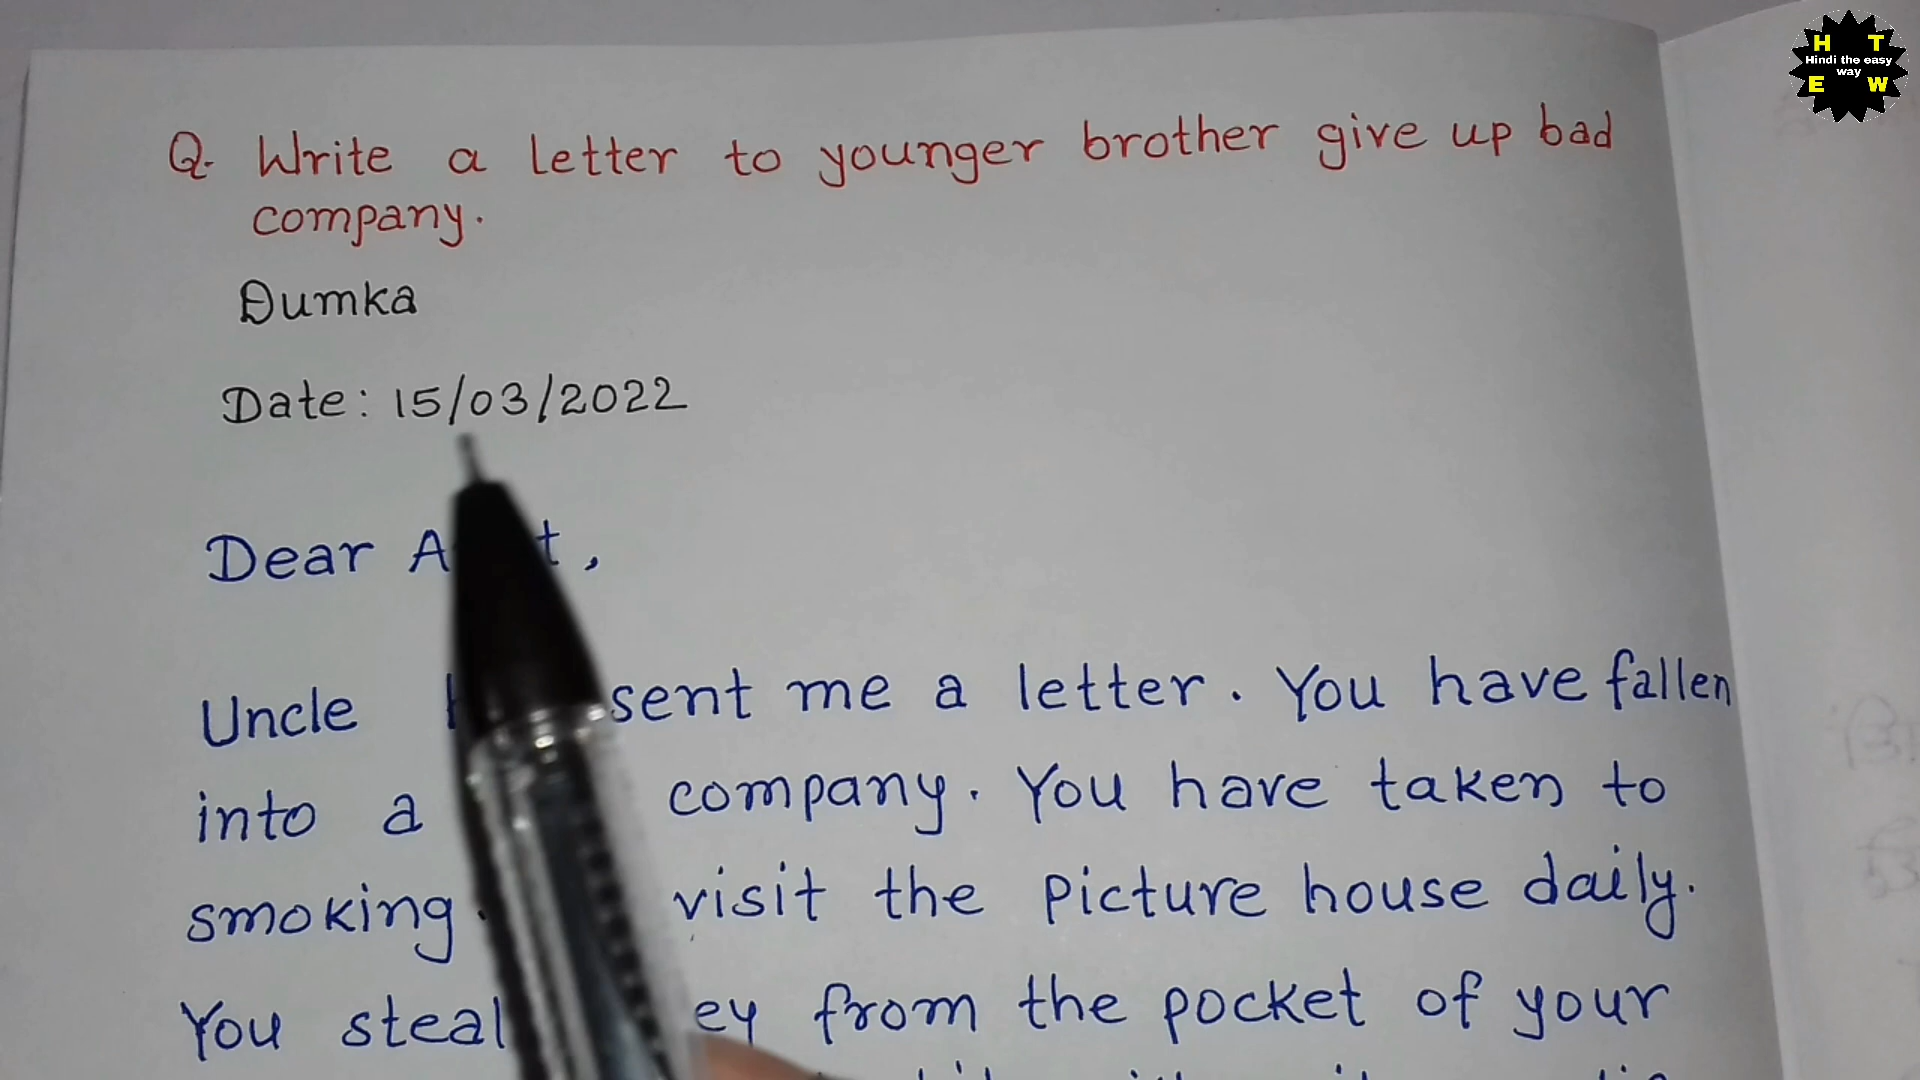 H T
Hindi the easy
way
E W
Q. Write a letter to younger brother give up bad
company.
Dumka
Date: 15/03/2022
Dear
Uncle sent me a letter. You have fallen
into a company. You have taken to
smoking. visit the picture house daily.
You steal from the pocket of your